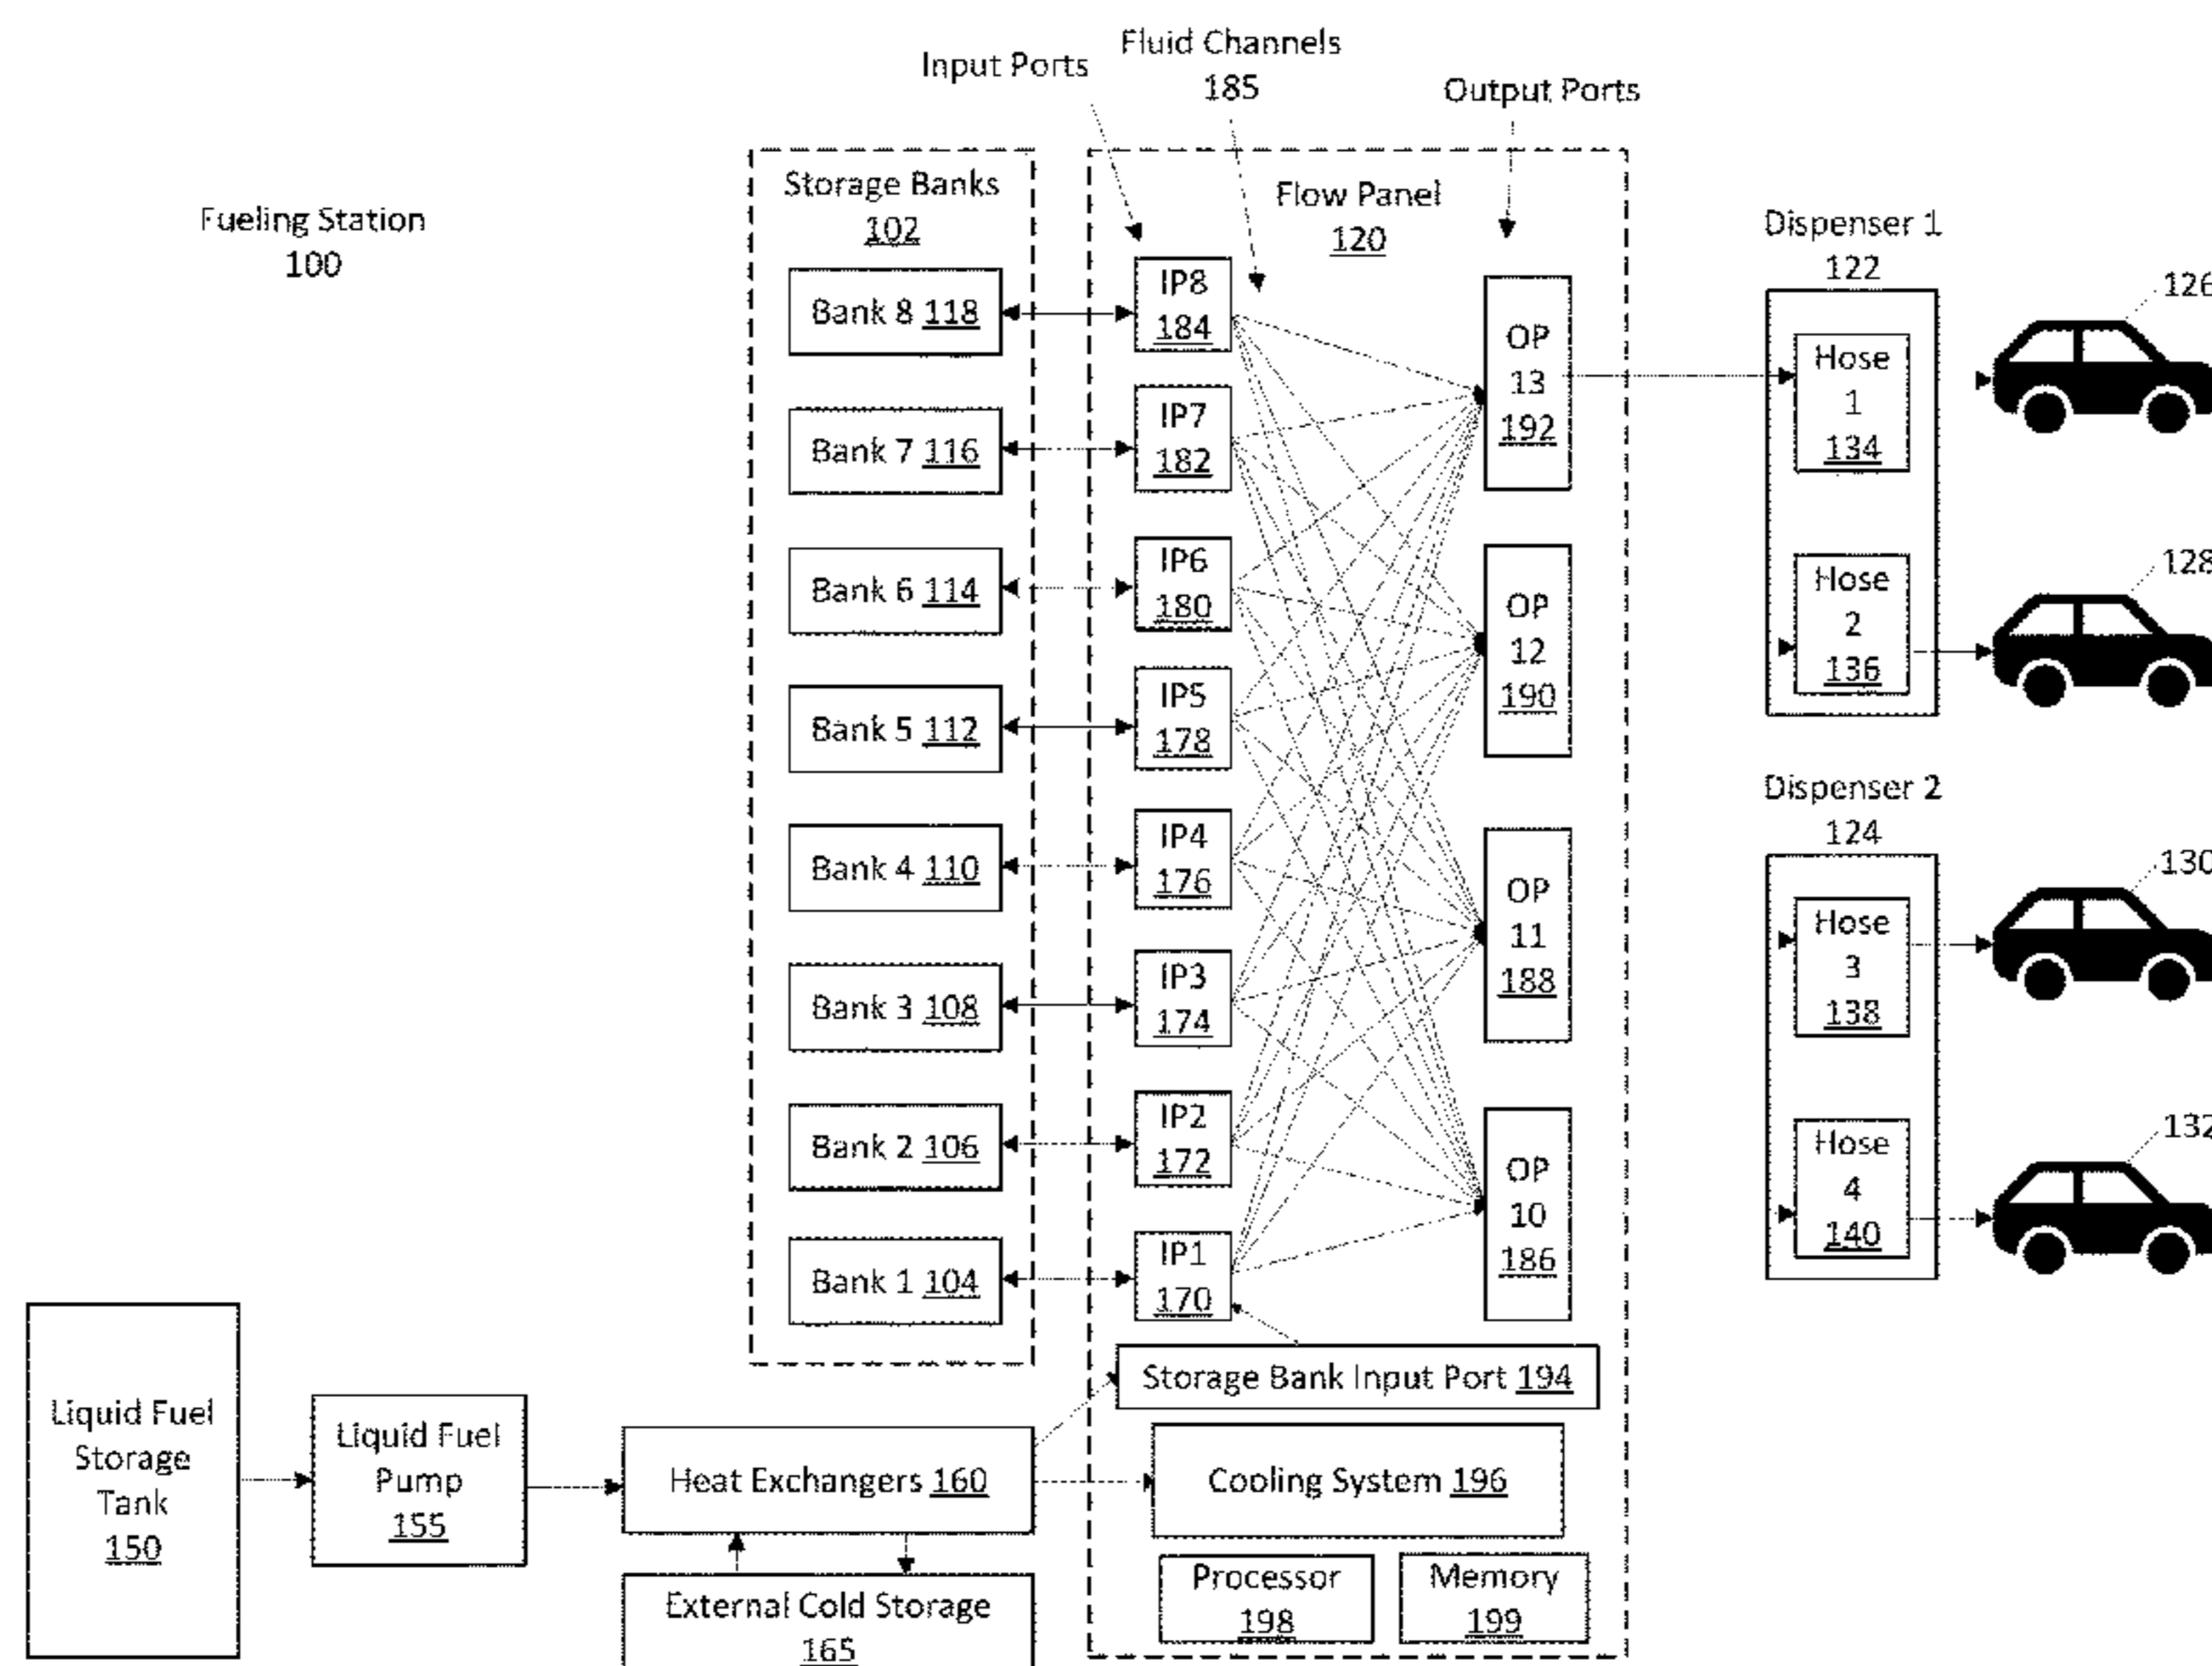 Fueling Station
100
Input Ports
Fluid Channels
185
Output Ports
Storage Banks
102
Bank 8 118
Bank 7 116
Bank 6 114
Bank 5 112
Bank 4 110
Bank 3 108
Bank 2 106
Bank 1 104
Flow Panel
120
IP8
184
IP7
182
IP6
180
IP5
178
IP4
176
IP3
174
IP2
172
IP1
170
OP
13
192
OP
12
190
OP
11
188
OP
10
186
Dispenser 1
122
Hose
1
134
Hose
2
136
126
128
Dispenser 2
124
Hose
3
138
Hose
4
140
130
132
Liquid Fuel
Storage
Tank
150
Liquid Fuel
Pump
155
Heat Exchangers 160
External Cold Storage
165
Storage Bank Input Port 194
Cooling System 196
Processor
198
Memory
199